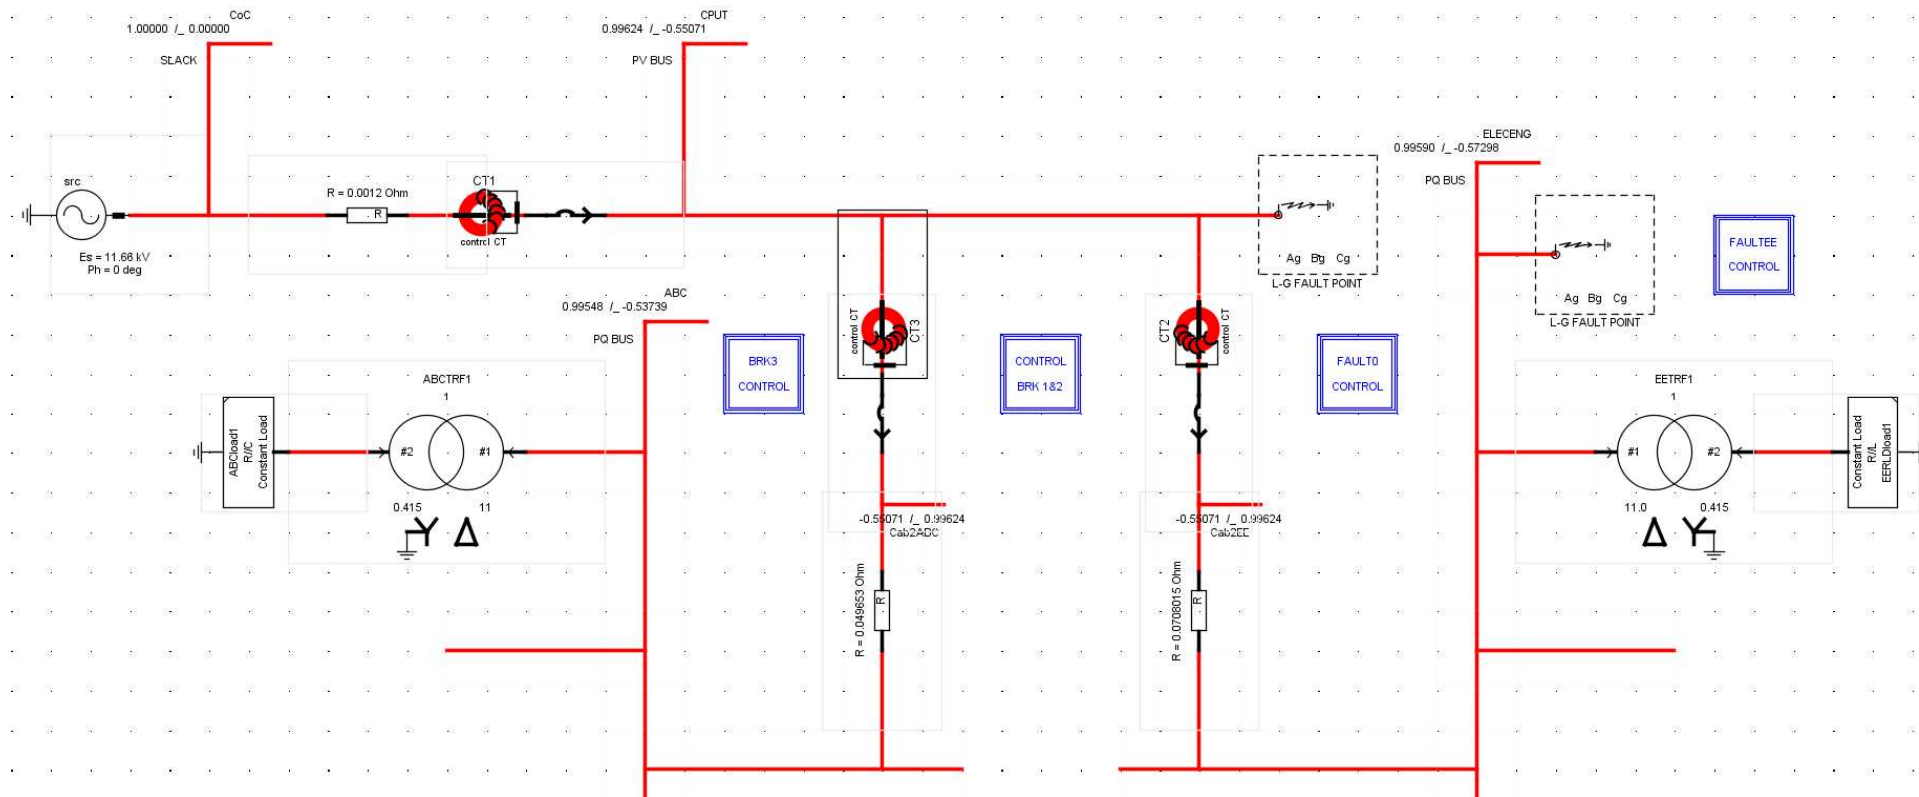 CoC
1.00000 /_ 0.00000
SLACK
CPUT
0.99624 /_ -0.55071
PV BUS
src
Es = 11.66 kV
Ph = 0 deg
R = 0.0012 Ohm
R
CT1
control CT
Ag Bg Cg
L-G FAULT POINT
ELECENG
0.99590 /_ -0.57298
PQ BUS
Ag Bg Cg
L-G FAULT POINT
FAULTEE
CONTROL
ABC
0.99548 /_ -0.53739
PQ BUS
BRK3
CONTROL
control CT
CT3
CONTROL
BRK 1&2
CT2
control CT
FAULT0
CONTROL
ABCTRF1
1
#2
#1
0.415
11
ABCload1
R//C
Constant Load
EETRF1
1
#1
#2
11.0
0.415
Constant Load
R//L
EERLDload1
-0.55071 /_ 0.99624
Cab2ABC
-0.55071 /_ 0.99624
Cab2EE
R = 0.049653 Ohm
R
R = 0.0708015 Ohm
R